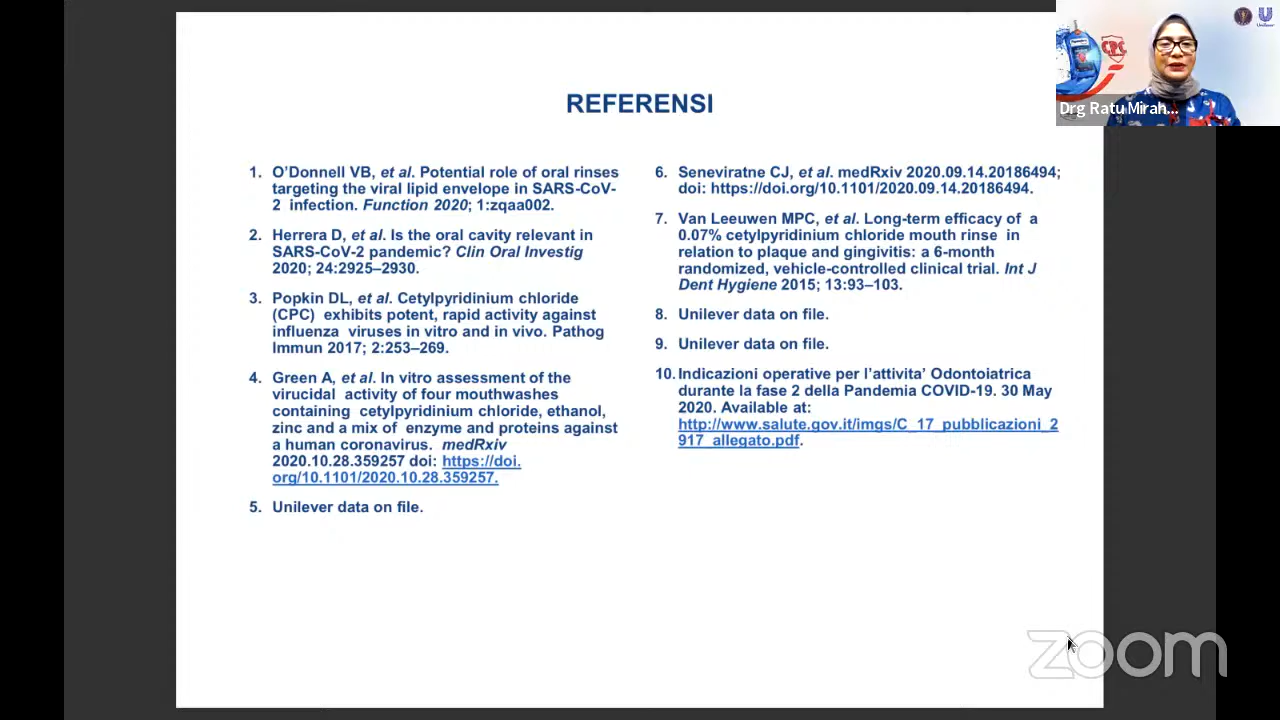 REFERENSI
1. O'Donnell VB, et al. Potential role of oral rinses
targeting the viral lipid envelope in SARS-CoV-
2 infection. Function 2020; 1:zqaa002.
2. Herrera D, et al. Is the oral cavity relevant in
SARS-CoV-2 pandemic? Clin Oral Investig
2020; 24:2925–2930.
3. Popkin DL, et al. Cetylpyridinium chloride
(CPC) exhibits potent, rapid activity against
influenza viruses in vitro and in vivo. Pathog
Immun 2017; 2:253–269.
4. Green A, et al. In vitro assessment of the
virucidal activity of four mouthwashes
containing cetylpyridinium chloride, ethanol,
zinc and a mix of enzyme and proteins against
a human coronavirus. medRxiv
2020.10.28.359257 doi: https://doi.
org/10.1101/2020.10.28.359257.
5. Unilever data on file.
6. Seneviratne CJ, et al. medRxiv 2020.09.14.20186494;
doi: https://doi.org/10.1101/2020.09.14.20186494.
7. Van Leeuwen MPC, et al. Long-term efficacy of a
0.07% cetylpyridinium chloride mouth rinse in
relation to plaque and gingivitis: a 6-month
randomized, vehicle-controlled clinical trial. Int J
Dent Hygiene 2015; 13:93–103.
8. Unilever data on file.
9. Unilever data on file.
10. Indicazioni operative per l'attivita' Odontoiatrica
durante la fase 2 della Pandemia COVID-19. 30 May
2020. Available at:
http://www.salute.gov.it/imgs/C_17_pubblicazioni_2
917_allegato.pdf.
CPC
Unilever
Drg Ratu Mirah...
zoom